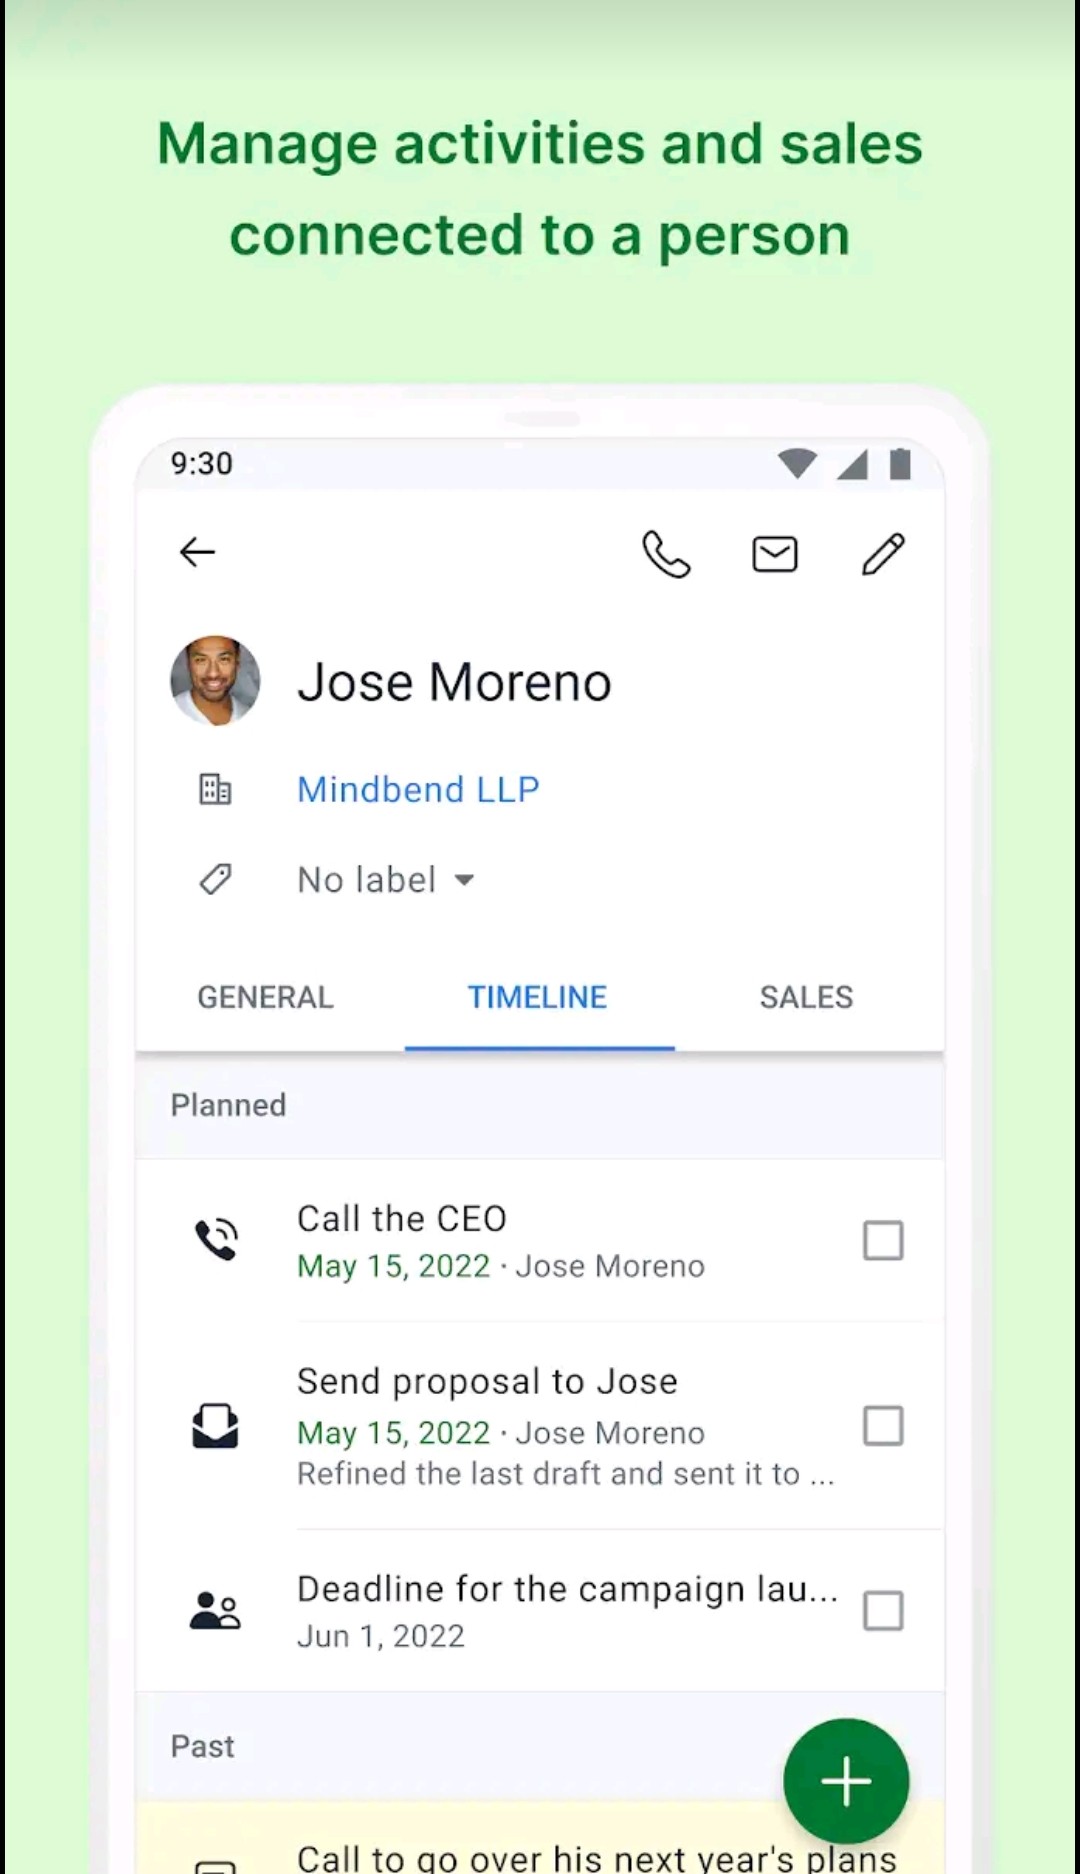 Manage activities and sales
connected to a person
9:30
Jose Moreno
Mindbend LLP
No label
GENERAL TIMELINE SALES
Planned
Call the CEO
May 15, 2022 · Jose Moreno
Send proposal to Jose
May 15, 2022 · Jose Moreno
Refined the last draft and sent it to ...
Deadline for the campaign lau...
Jun 1, 2022
Past
Call to go over his next year's plans